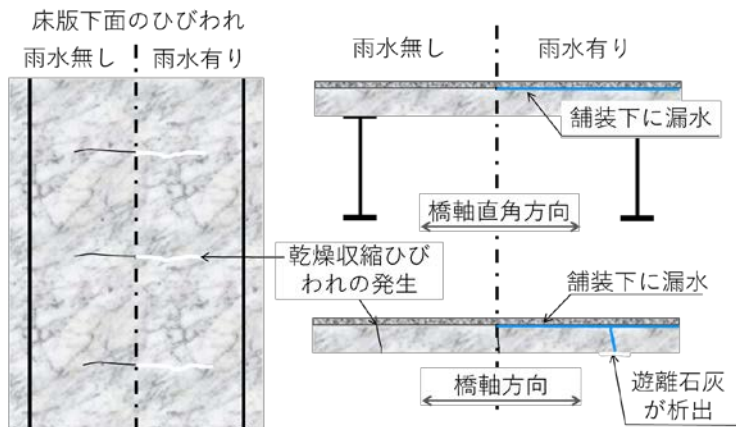 床版下面のひびわれ
雨水無し
雨水有り
雨水無し
雨水有り
舗装下に漏水
橋軸直角方向
乾燥収縮ひび
われの発生
舗装下に漏水
橋軸方向
遊離石灰
が析出